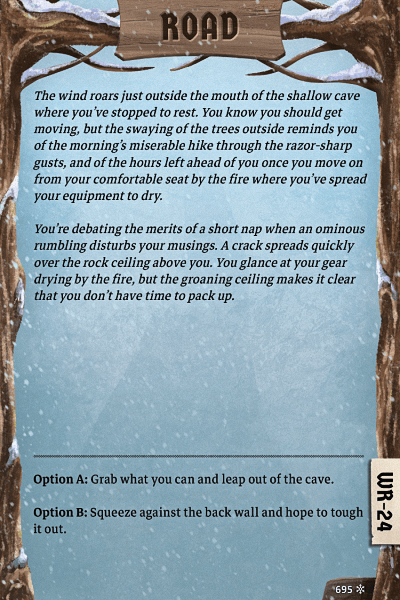 ROAD
The wind roars just outside the mouth of the shallow cave
where you've stopped to rest. You know you should get
moving, but the swaying of the trees outside reminds you
of the morning's miserable hike through the razor-sharp
gusts, and of the hours left ahead of you once you move on
from your comfortable seat by the fire where you've spread
your equipment to dry.
You're debating the merits of a short nap when an ominous
rumbling disturbs your musings. A crack spreads quickly
over the rock ceiling above you. You glance at your gear
drying by the fire, but the groaning ceiling makes it clear
that you don't have time to pack up.
Option A: Grab what you can and leap out of the cave.
Option B: Squeeze against the back wall and hope to tough
it out.
WR-24
695